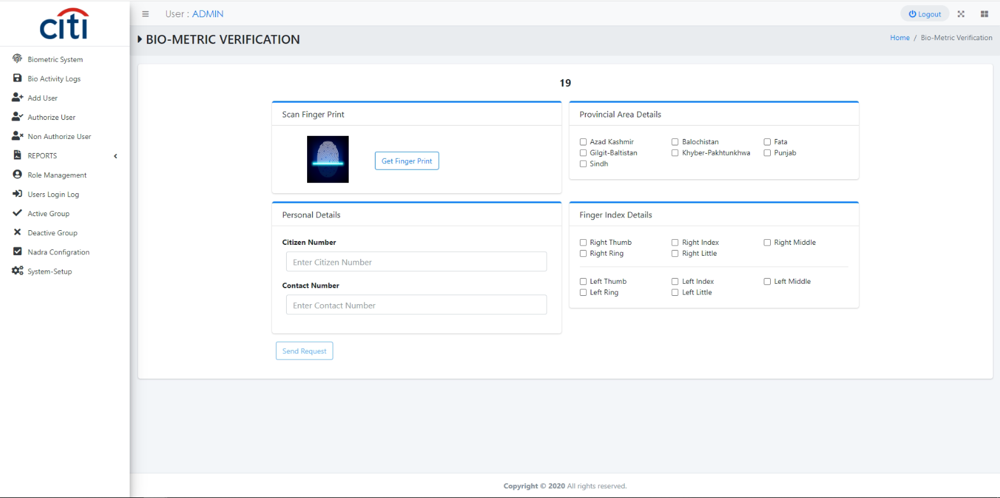 citi
User : ADMIN
Logout
BIO-METRIC VERIFICATION
Home / Bio-Metric Verification
Biometric System
Bio Activity Logs
Add User
Authorize User
Non Authorize User
REPORTS
Role Management
Users Login Log
Active Group
Deactive Group
Nadra Configration
System-Setup
19
Scan Finger Print
Get Finger Print
Provincial Area Details
Azad Kashmir Balochistan Fata
Gilgit-Baltistan Khyber-Pakhtunkhwa Punjab
Sindh
Personal Details
Citizen Number
Enter Citizen Number
Contact Number
Enter Contact Number
Finger Index Details
Right Thumb Right Index Right Middle
Right Ring Right Little
Left Thumb Left Index Left Middle
Left Ring Left Little
Send Request
Copyright © 2020 All rights reserved.